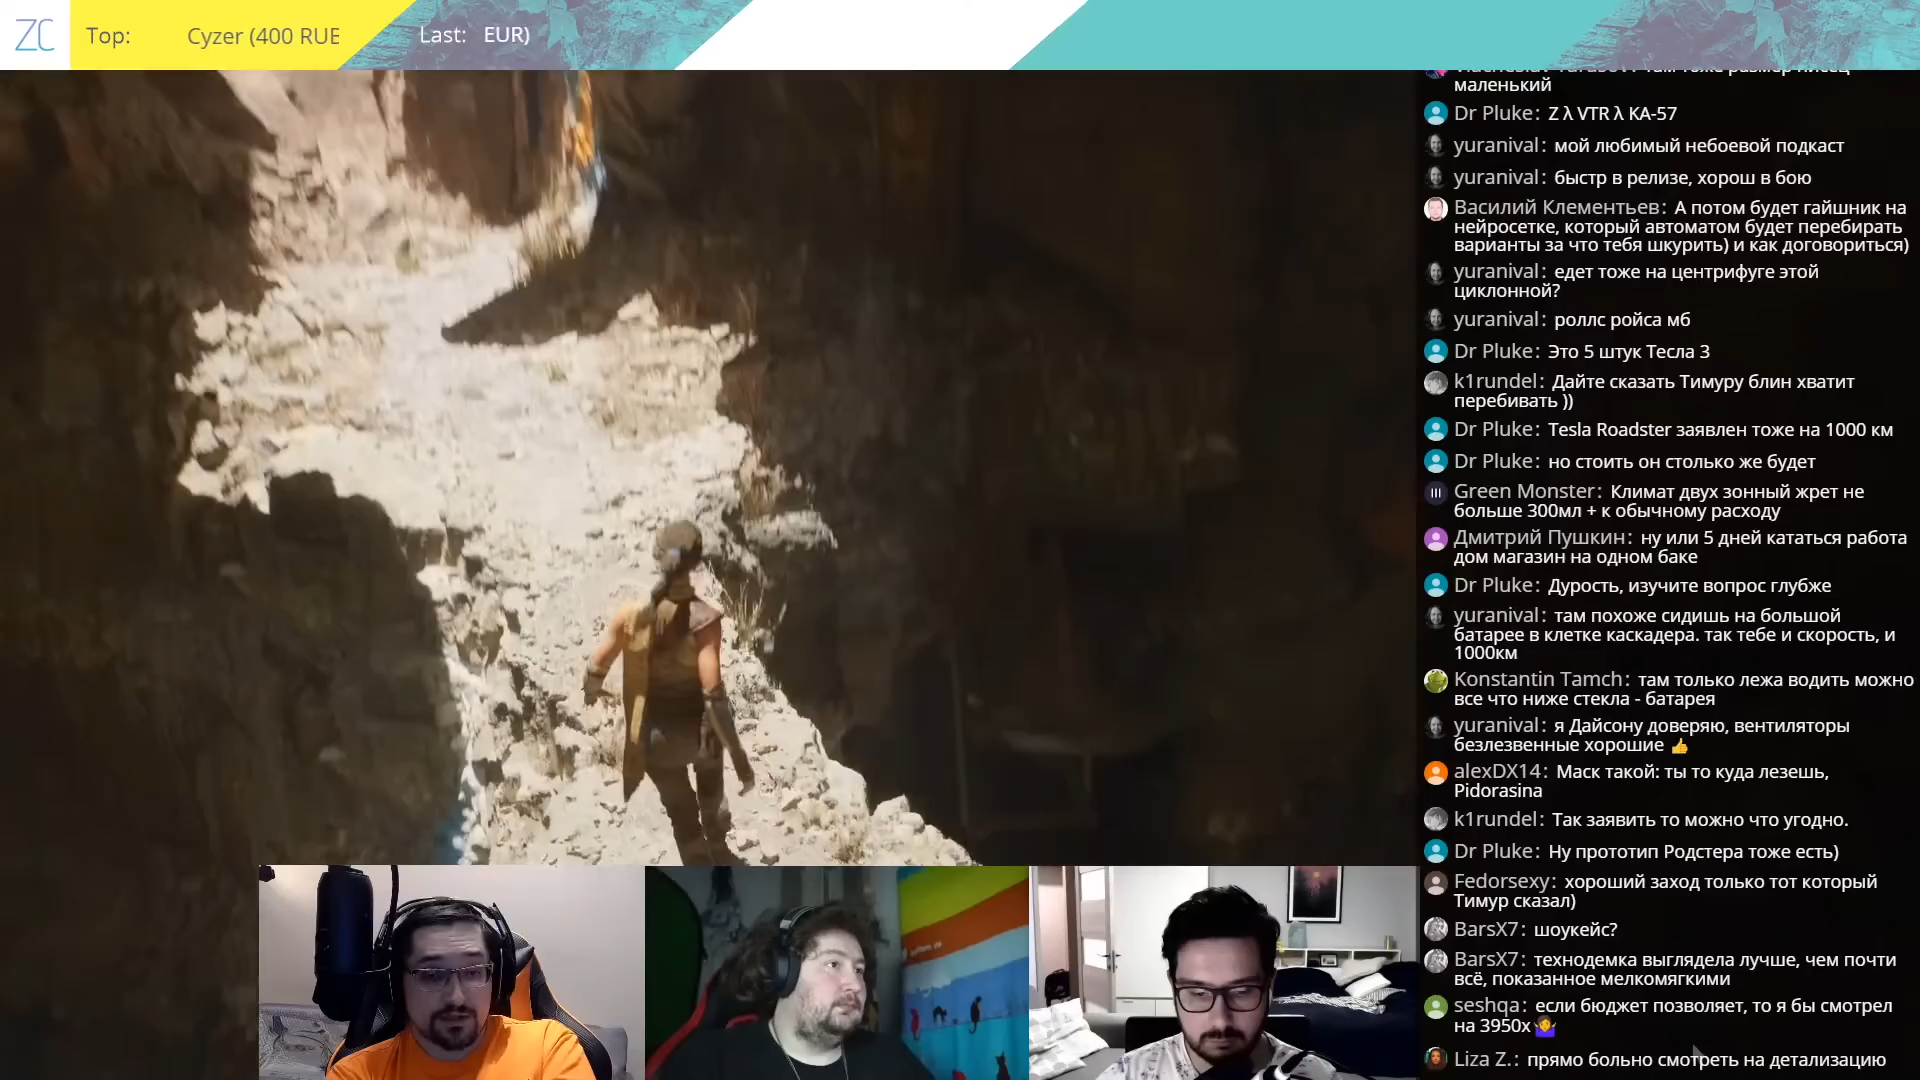 ZC
Top: Cyzer (400 RUE
Last: EUR)
маленький
Dr Pluke: Z λ VTR λ KA-57
yuranival: мой любимый небоевой подкаст
yuranival: быстр в релизе, хорош в бою
Василий Клементьев: А потом будет гайшник на
нейросетке, который автоматом будет перебирать
варианты за что тебя шкурить) и как договориться)
yuranival: едет тоже на центрифуге этой
циклонной?
yuranival: роллс ройса мб
Dr Pluke: Это 5 штук Тесла 3
k1rundel: Дайте сказать Тимуру блин хватит
перебивать ))
Dr Pluke: Tesla Roadster заявлен тоже на 1000 км
Dr Pluke: но стоить он столько же будет
Green Monster: Климат двух зонный жрет не
больше 300мл + к обычному расходу
Дмитрий Пушкин: ну или 5 дней кататься работа
дом магазин на одном баке
Dr Pluke: Дурость, изучите вопрос глубже
yuranival: там похоже сидишь на большой
батарее в клетке каскадера. так тебе и скорость, и
1000км
Konstantin Tamch: там только лежа водить можно
все что ниже стекла - батарея
yuranival: я Дайсону доверяю, вентиляторы
безлезвенные хорошие 👍
alexDX14: Маск такой: ты то куда лезешь,
Pidorasina
k1rundel: Так заявить то можно что угодно.
Dr Pluke: Ну прототип Родстера тоже есть)
Fedorsexy: хороший заход только тот который
Тимур сказал)
BarsX7: шоукейс?
BarsX7: технодемка выглядела лучше, чем почти
всё, показанное мелкомягкими
seshqa: если бюджет позволяет, то я бы смотрел
на 3950x 🤷‍♀️
Liza Z.: прямо больно смотреть на детализацию